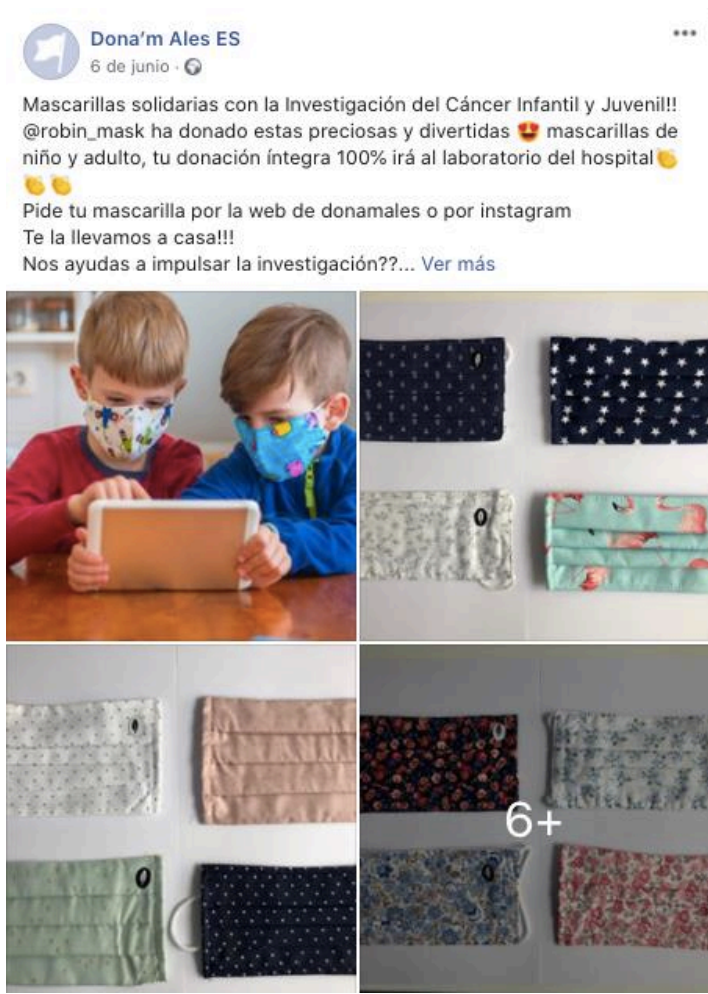 Dona’m Ales ES
6 de junio ·
Mascarillas solidarias con la Investigación del Cáncer Infantil y Juvenil!!
@robin_mask ha donado estas preciosas y divertidas 😍 mascarillas de
niño y adulto, tu donación íntegra 100% irá al laboratorio del hospital👏
👏👏
Pide tu mascarilla por la web de donamales o por instagram
Te la llevamos a casa!!!
Nos ayudas a impulsar la investigación??... Ver más
6+